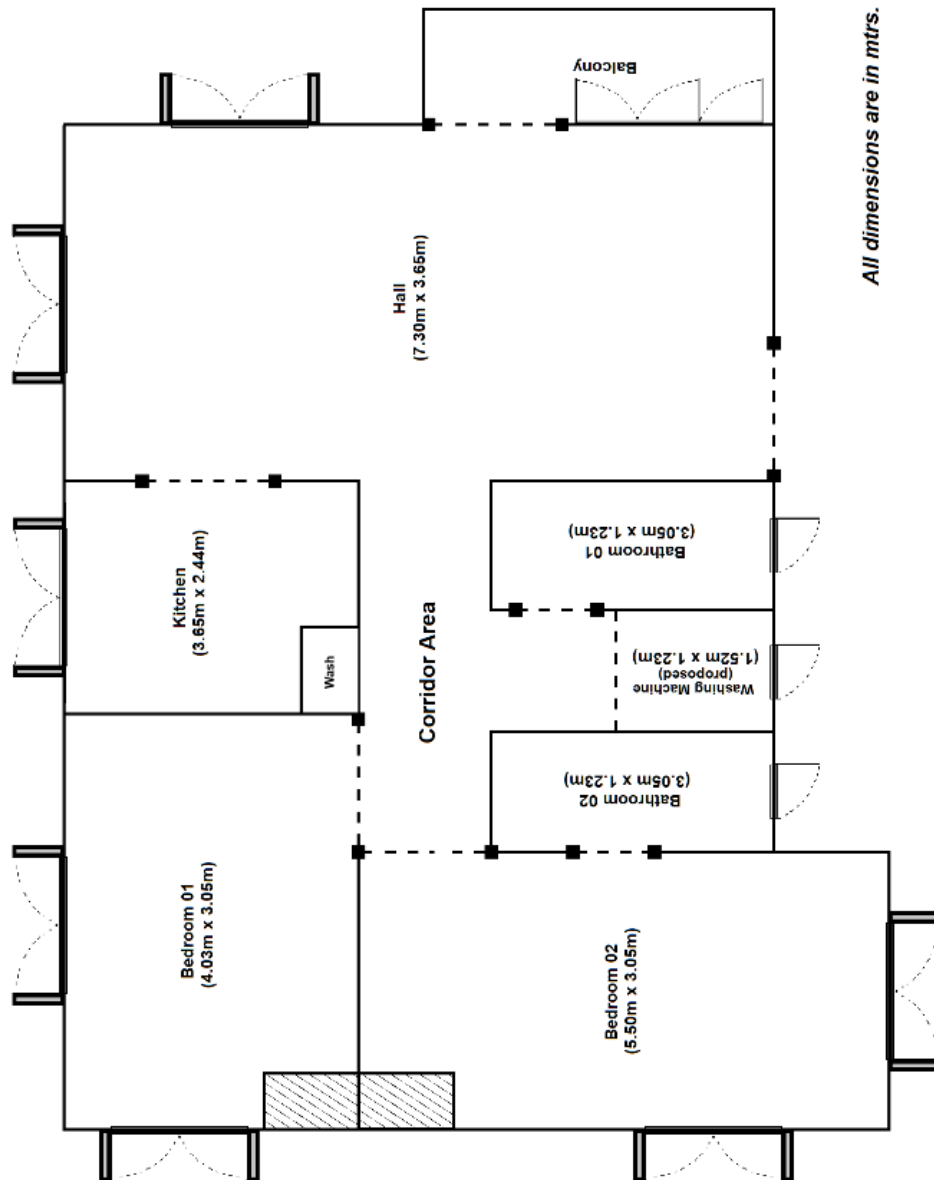 Balcony
All dimensions are in mtrs.
Hall
(7.30m x 3.65m)
Kitchen
(3.65m x 2.44m)
Wash
Corridor Area
Bathroom 01
(3.05m x 1.23m)
Washing Machine
(proposed)
(1.52m x 1.23m)
Bathroom 02
(3.05m x 1.23m)
Bedroom 01
(4.03m x 3.05m)
Bedroom 02
(5.50m x 3.05m)